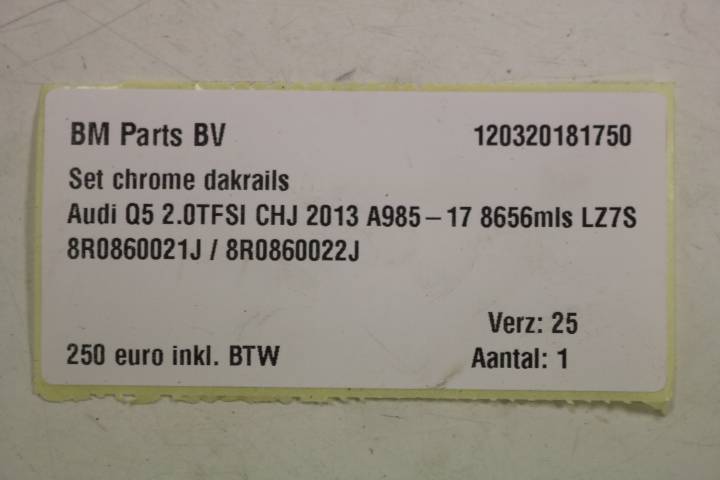 BM Parts BV 120320181750
Set chrome dakrails
Audi Q5 2.0TFSI CHJ 2013 A985-17 8656mls LZ7S
8R0860021J / 8R0860022J
Verz: 25
250 euro inkl. BTW Aantal: 1